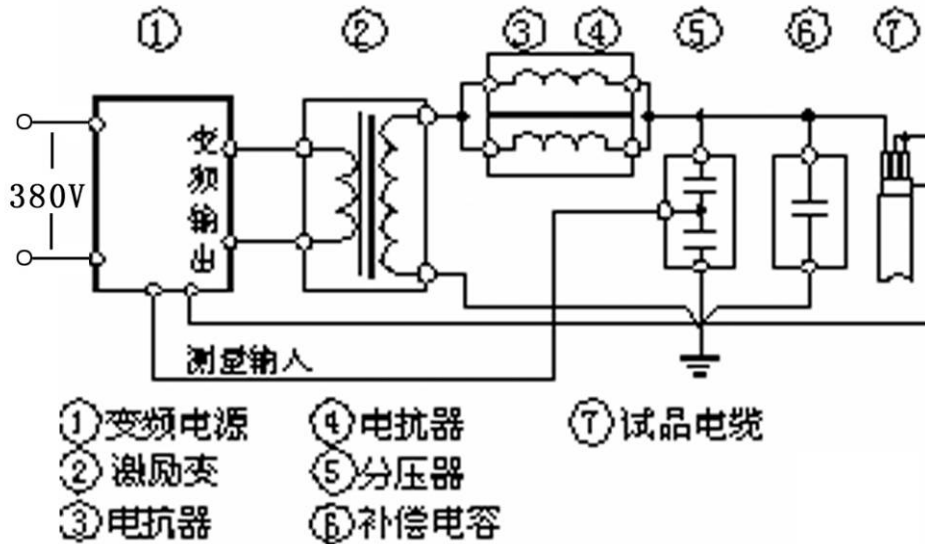 ① ② ③ ④ ⑤ ⑥ ⑦
380V
变频输出
测量输入
①变频电源 ④电抗器 ⑦试品电缆
②激励变 ⑤分压器
③电抗器 ⑥补偿电容